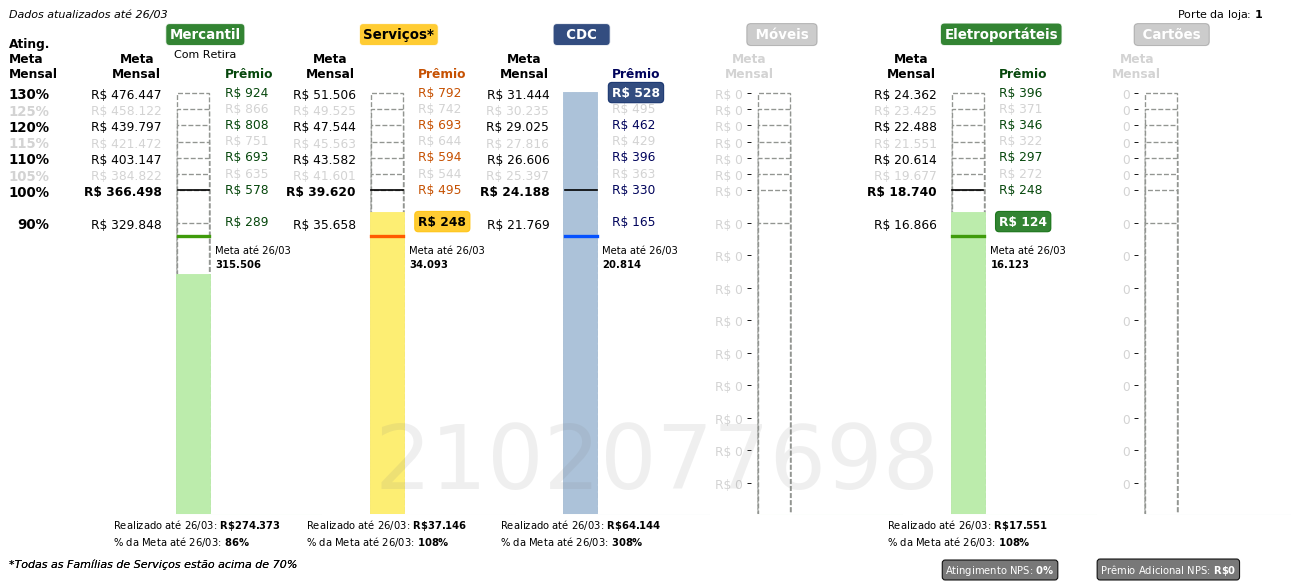 Dados atualizados até 26/03 Porte da loja: 1
Mercantil Serviços* CDC Móveis Eletroportáteis Cartões
Ating. Meta Mensal
Com Retira
Meta Mensal Prêmio Meta Mensal Prêmio Meta Mensal Prêmio Meta Mensal Meta Mensal Prêmio Meta Mensal
130% R$ 476.447 R$ 924 R$ 51.506 R$ 792 R$ 31.444 R$ 528 R$ 0 R$ 24.362 R$ 396 0
125% R$ 458.122 R$ 866 R$ 49.525 R$ 742 R$ 30.235 R$ 495 R$ 0 R$ 23.425 R$ 371 0
120% R$ 439.797 R$ 808 R$ 47.544 R$ 693 R$ 29.025 R$ 462 R$ 0 R$ 22.488 R$ 346 0
115% R$ 421.472 R$ 751 R$ 45.563 R$ 644 R$ 27.816 R$ 429 R$ 0 R$ 21.551 R$ 322 0
110% R$ 403.147 R$ 693 R$ 43.582 R$ 594 R$ 26.606 R$ 396 R$ 0 R$ 20.614 R$ 297 0
105% R$ 384.822 R$ 635 R$ 41.601 R$ 544 R$ 25.397 R$ 363 R$ 0 R$ 19.677 R$ 272 0
100% R$ 366.498 R$ 578 R$ 39.620 R$ 495 R$ 24.188 R$ 330 R$ 0 R$ 18.740 R$ 248 0
90% R$ 329.848 R$ 289 R$ 35.658 R$ 248 R$ 21.769 R$ 165 R$ 0 R$ 16.866 R$ 124 0
Meta até 26/03 Meta até 26/03 Meta até 26/03 Meta até 26/03
315.506 34.093 20.814 R$ 0 16.123 0
R$ 0 0
R$ 0 0
R$ 0 0
R$ 0 0
R$ 0 0
R$ 0 0
R$ 0 0
2102077698
Realizado até 26/03: R$274.373 Realizado até 26/03: R$37.146 Realizado até 26/03: R$64.144 Realizado até 26/03: R$17.551
% da Meta até 26/03: 86% % da Meta até 26/03: 108% % da Meta até 26/03: 308% % da Meta até 26/03: 108%
*Todas as Famílias de Serviços estão acima de 70% Atingimento NPS: 0% Prêmio Adicional NPS: R$0